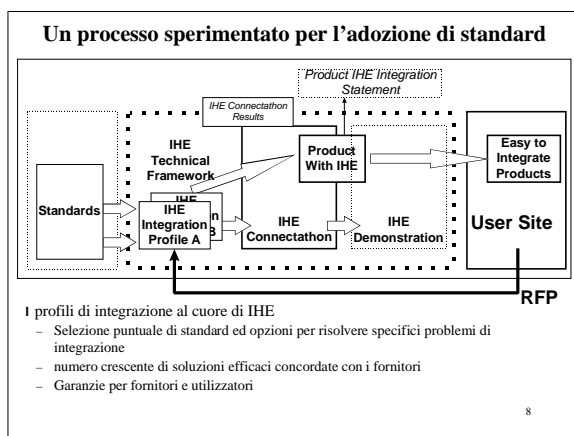 Un processo sperimentato per l'adozione di standard
Product IHE Integration
Statement
IHE Connectathon
Results
IHE
Technical
Framework
Product
With IHE
Easy to
Integrate
Products
Standards
IHE
Integration
Profile A
IHE
B
IHE
Connectathon
IHE
Demonstration
User Site
RFP
l profili di integrazione al cuore di IHE
– Selezione puntuale di standard ed opzioni per risolvere specifici problemi di
integrazione
– numero crescente di soluzioni efficaci concordate con i fornitori
– Garanzie per fornitori e utilizzatori
8